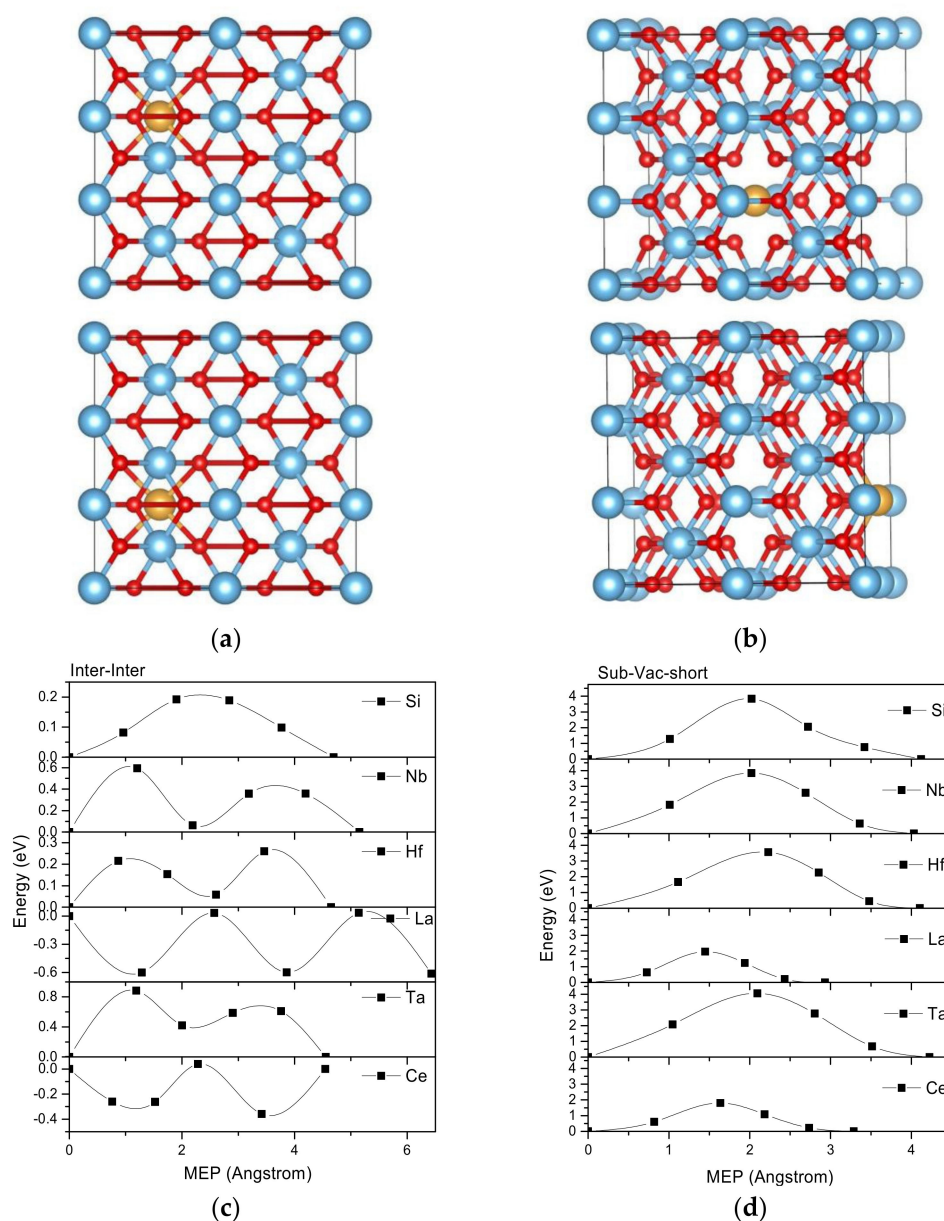 (a)
(b)
Inter-Inter
Si
0.2
0.1
0.0
Nb
0.6
0.4
0.2
0.0
Hf
0.3
0.2
0.1
0.0
La
0.0
-0.3
-0.6
Ta
0.8
0.4
0.0
Ce
0.0
-0.2
-0.4
0 2 4 6
Energy (eV)
MEP (Angstrom)
(c)
Sub-Vac-short
Si
4
3
2
1
0
Nb
4
3
2
1
0
Hf
4
3
2
1
0
La
4
3
2
1
0
Ta
4
3
2
1
0
Ce
4
3
2
1
0
0 1 2 3 4
Energy (eV)
MEP (Angstrom)
(d)